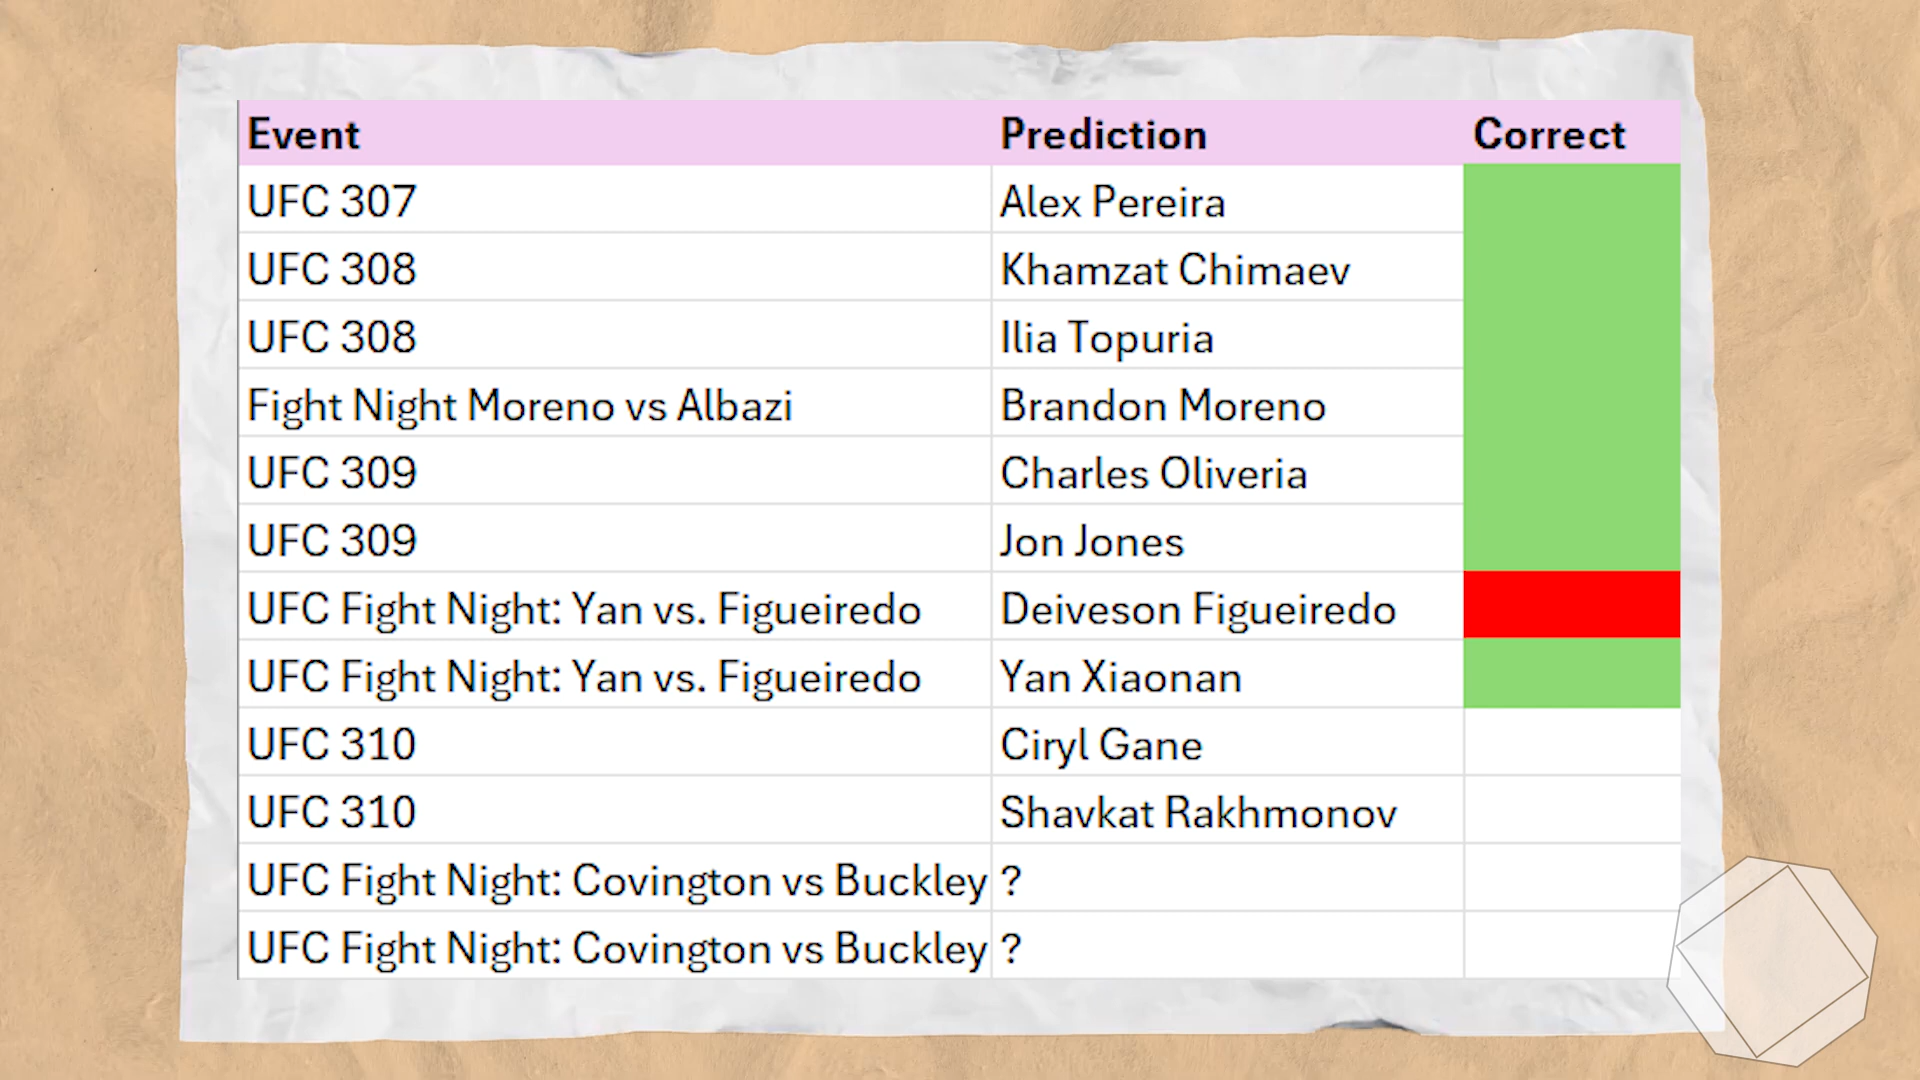 Event Prediction Correct
UFC 307 Alex Pereira
UFC 308 Khamzat Chimaev
UFC 308 Ilia Topuria
Fight Night Moreno vs Albazi Brandon Moreno
UFC 309 Charles Oliveria
UFC 309 Jon Jones
UFC Fight Night: Yan vs. Figueiredo Deiveson Figueiredo
UFC Fight Night: Yan vs. Figueiredo Yan Xiaonan
UFC 310 Ciryl Gane
UFC 310 Shavkat Rakhmonov
UFC Fight Night: Covington vs Buckley ?
UFC Fight Night: Covington vs Buckley ?